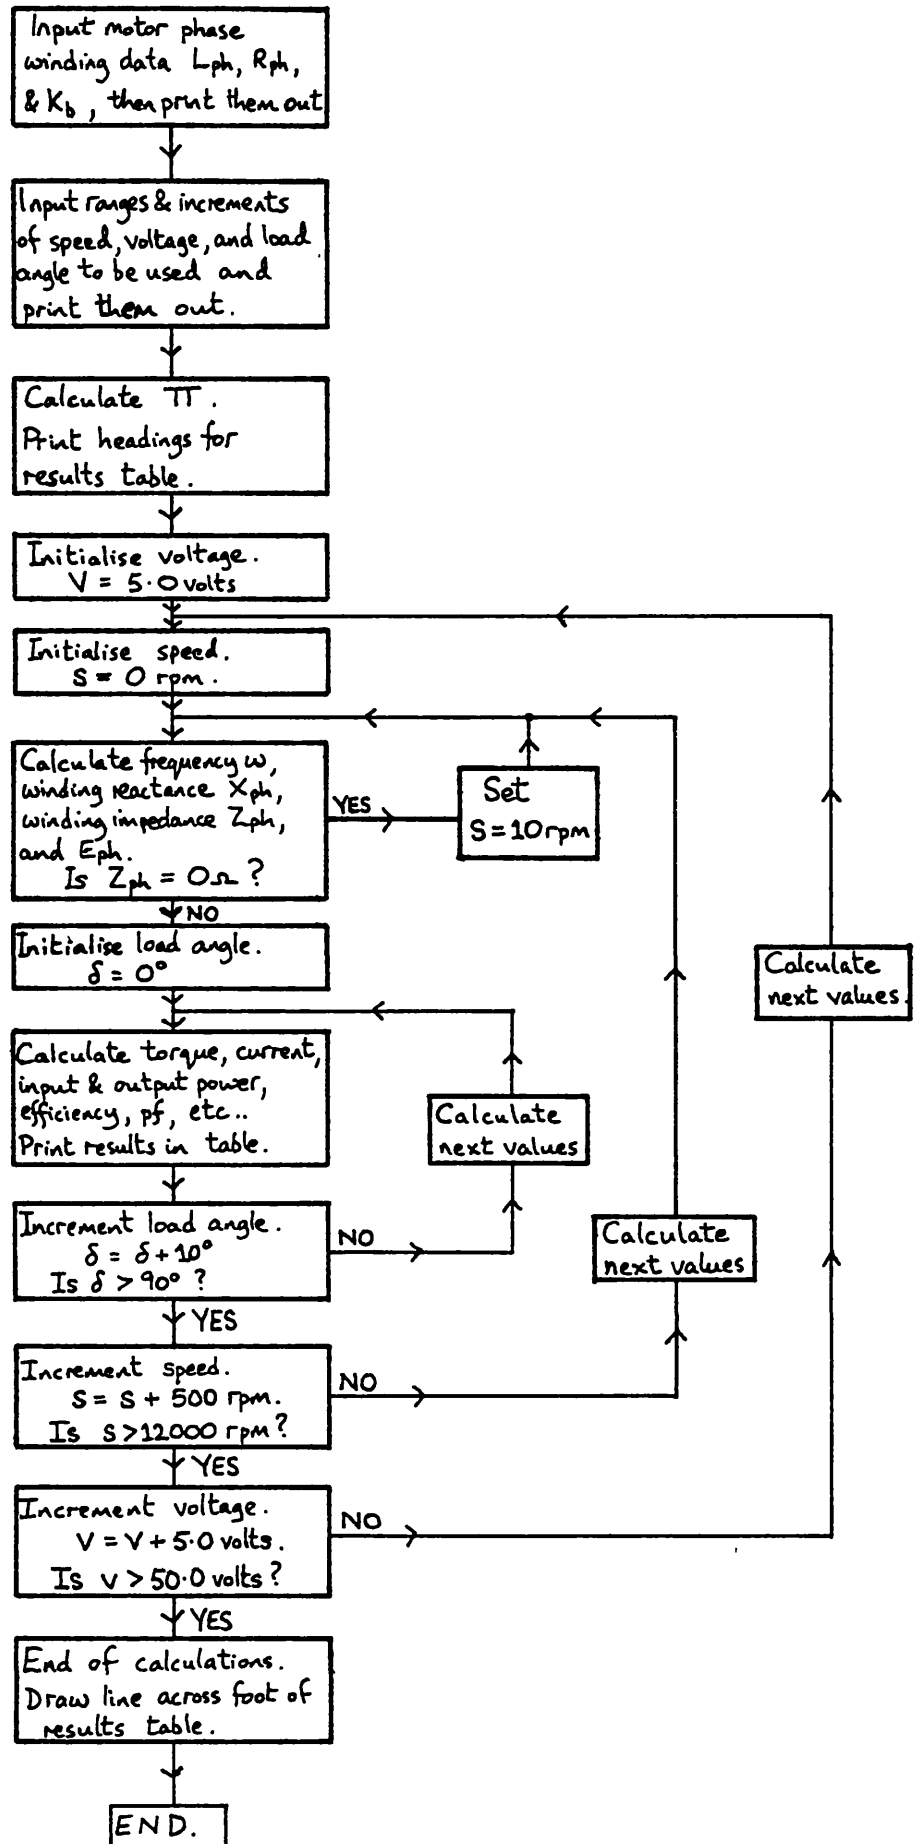 Input motor phase
winding data Lph, Rph,
& Kb, then print them out
Input ranges & increments
of speed, voltage, and load
angle to be used and
print them out.
Calculate π.
Print headings for
results table.
Initialise voltage.
V = 5·0 volts
Initialise speed.
S = 0 rpm.
Calculate frequency ω,
winding reactance Xph,
winding impedance Zph,
and Eph.
Is Zph = 0Ω ?
YES
Set
S = 10 rpm
NO
Initialise load angle.
δ = 0°
Calculate
next values.
Calculate torque, current,
input & output power,
efficiency, pf, etc..
Print results in table.
Calculate
next values
Increment load angle.
δ = δ + 10°
Is δ > 90° ?
NO
Calculate
next values
YES
Increment speed.
S = S + 500 rpm.
Is S > 12000 rpm ?
NO
YES
Increment voltage.
V = V + 5·0 volts.
Is V > 50·0 volts ?
NO
YES
End of calculations.
Draw line across foot of
results table.
END.